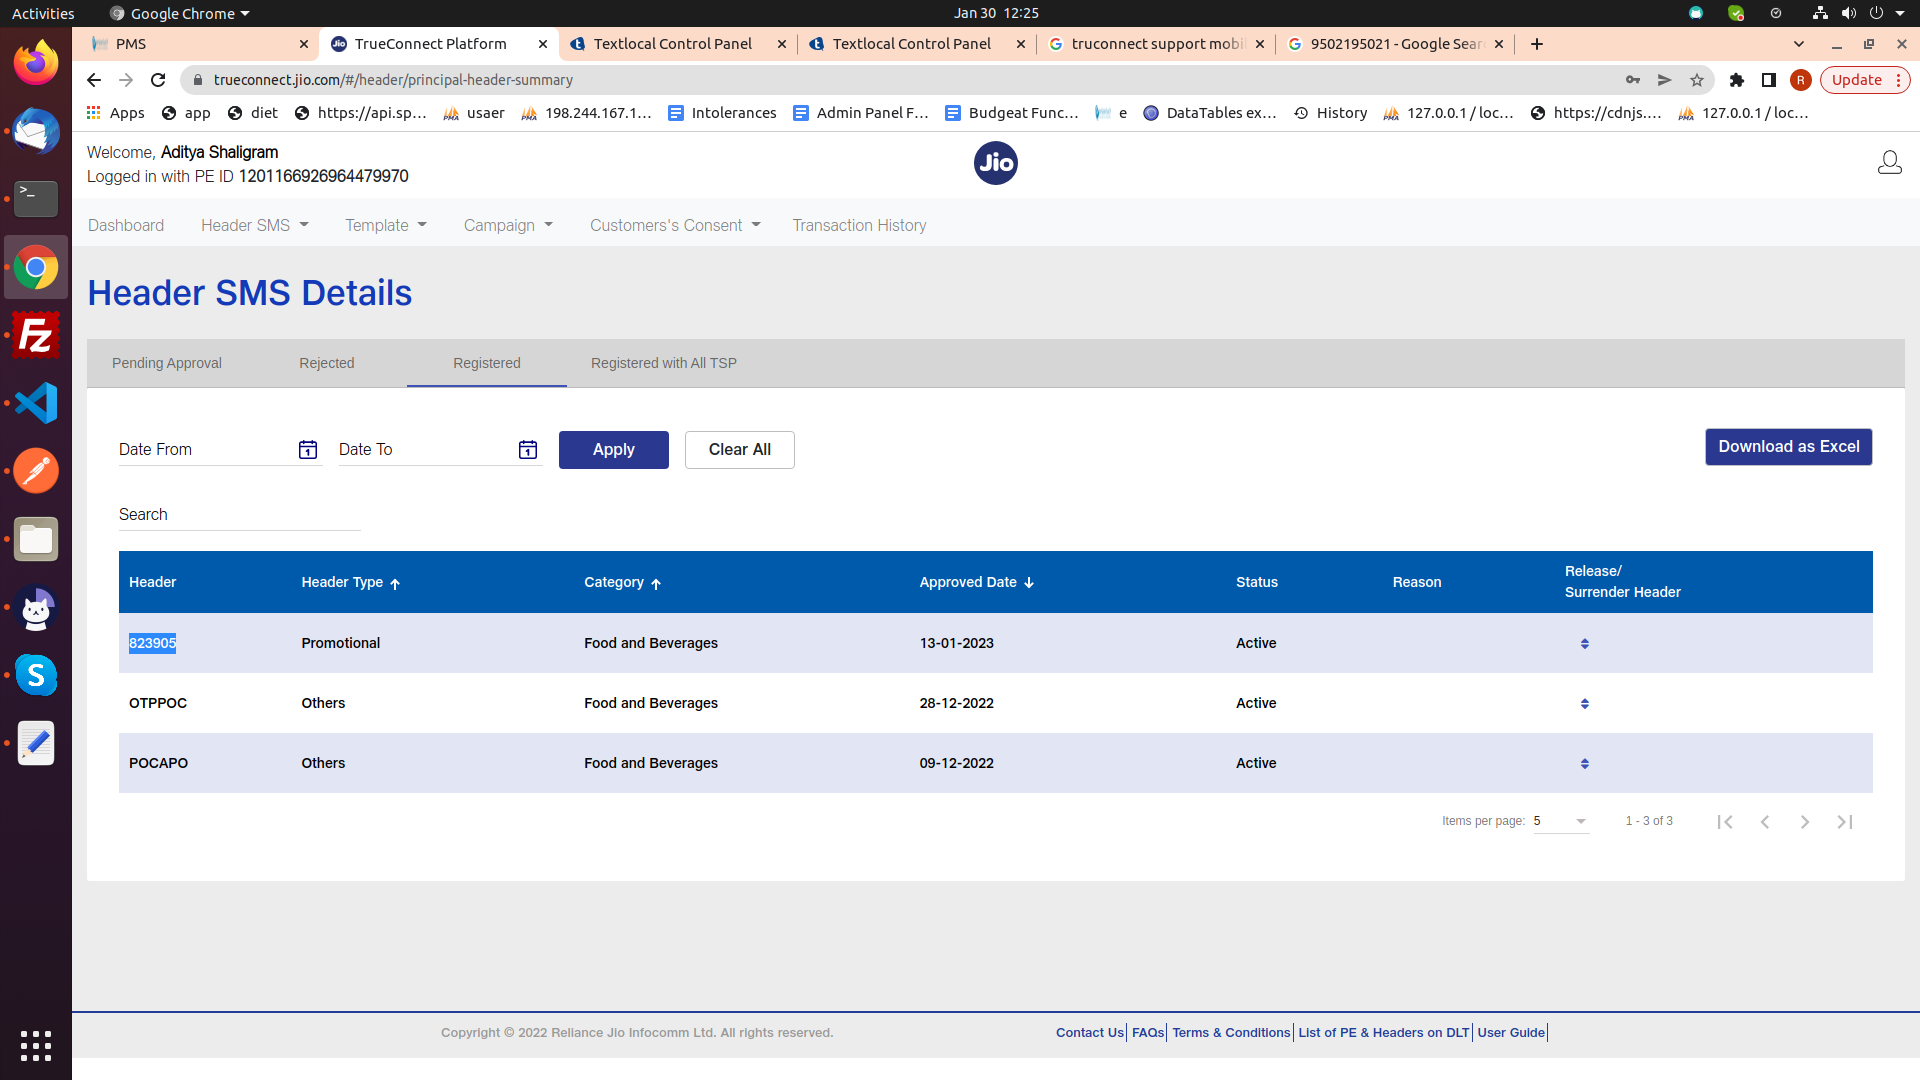 Activities
Google Chrome
Jan 30 12:25
PMS
TrueConnect Platform
Textlocal Control Panel
Textlocal Control Panel
truconnect support mobil
9502195021 - Google Sear
trueconnect.jio.com/#/header/principal-header-summary
R
Update
Apps
app
diet
https://api.sp...
usaer
198.244.167.1...
Intolerances
Admin Panel F...
Budgeat Func...
e
DataTables ex...
History
127.0.0.1 / loc...
https://cdnjs....
127.0.0.1 / loc...
Welcome, Aditya Shaligram
Logged in with PE ID 1201166926964479970
Jio
Dashboard
Header SMS
Template
Campaign
Customers's Consent
Transaction History
Header SMS Details
Pending Approval
Rejected
Registered
Registered with All TSP
Date From
Date To
Apply
Clear All
Download as Excel
Search
Header
Header Type
Category
Approved Date
Status
Reason
Release/
Surrender Header
823905
Promotional
Food and Beverages
13-01-2023
Active
OTPPOC
Others
Food and Beverages
28-12-2022
Active
POCAPO
Others
Food and Beverages
09-12-2022
Active
Items per page: 5
1 - 3 of 3
Copyright © 2022 Reliance Jio Infocomm Ltd. All rights reserved.
Contact Us
FAQs
Terms & Conditions
List of PE & Headers on DLT
User Guide